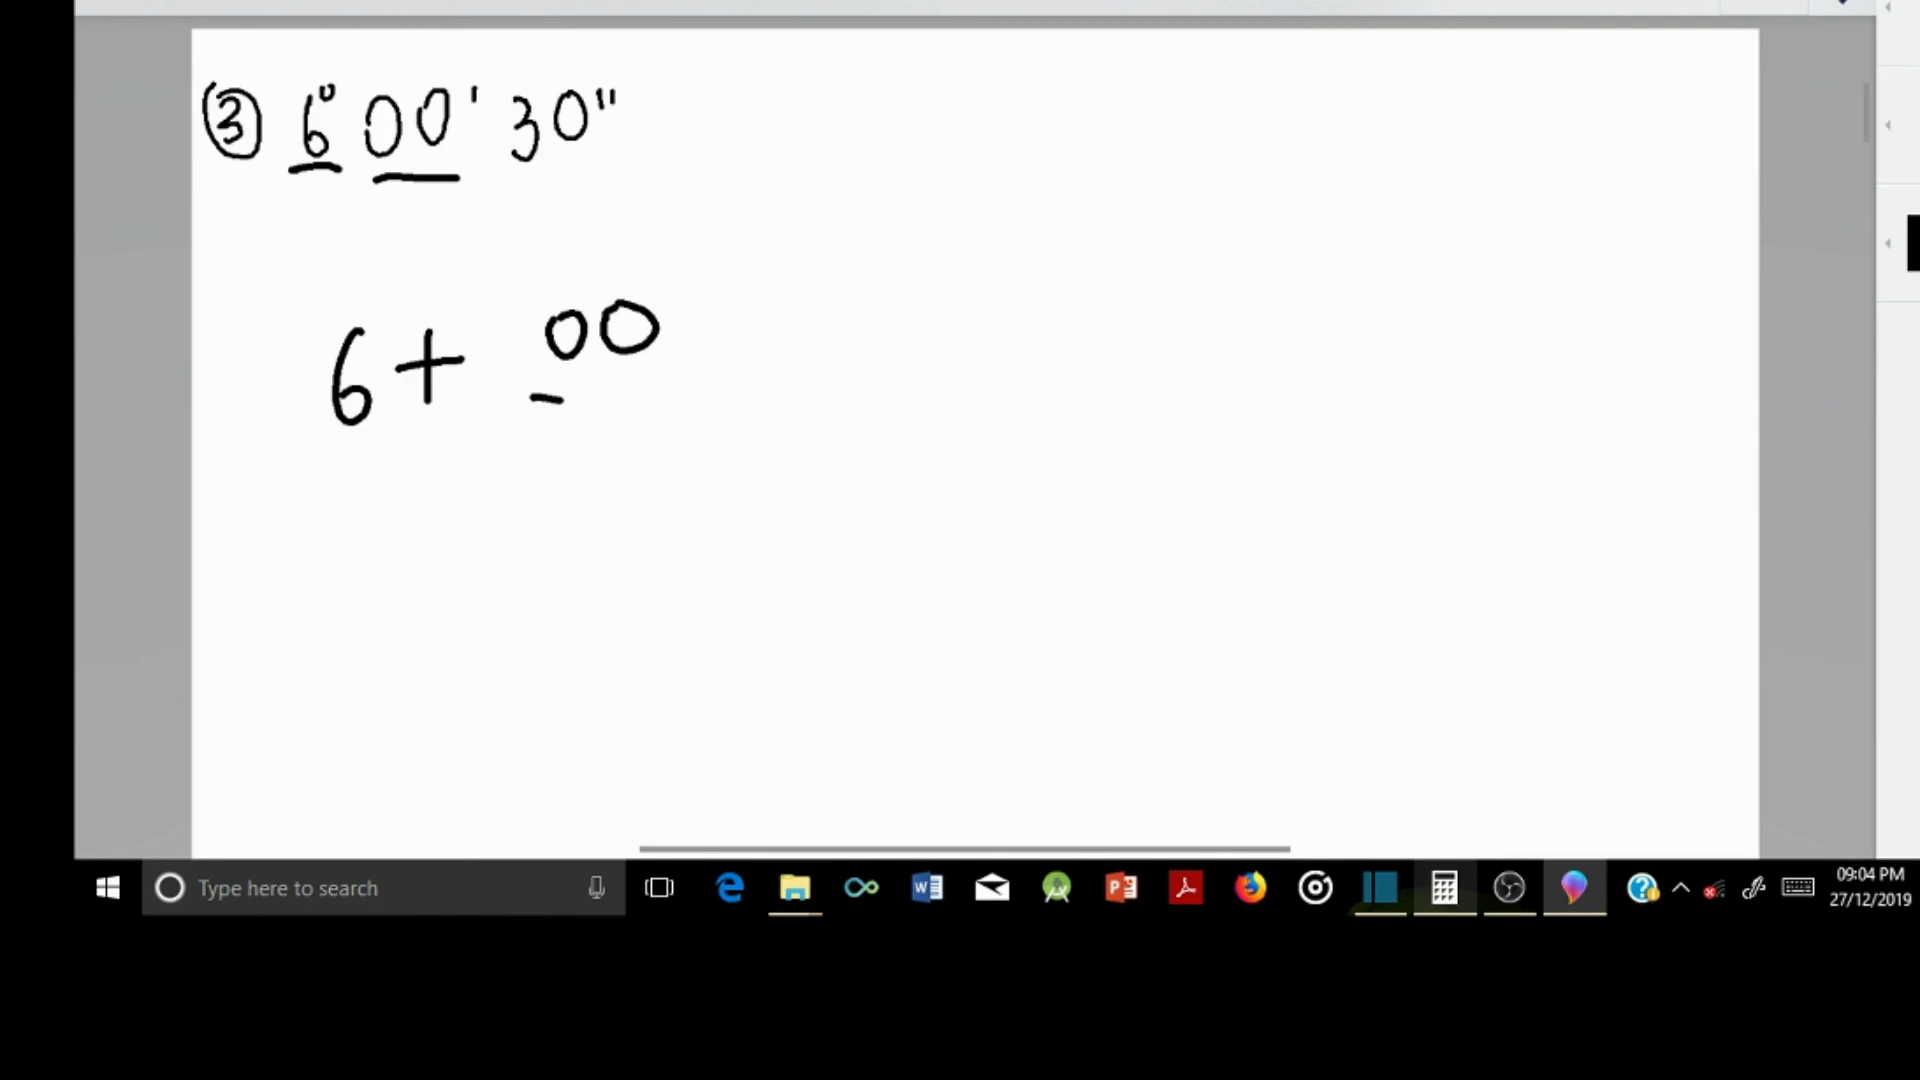 ③ 6° 00' 30"
6 + 00
Type here to search
09:04 PM
27/12/2019